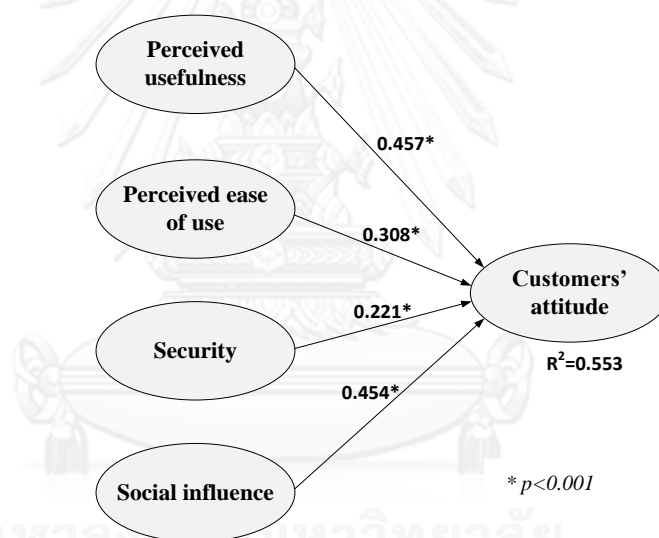 Perceived
usefulness
0.457*
Perceived ease
of use
0.308*
Customers'
attitude
0.221*
Security
R²=0.553
0.454*
Social influence
* p<0.001